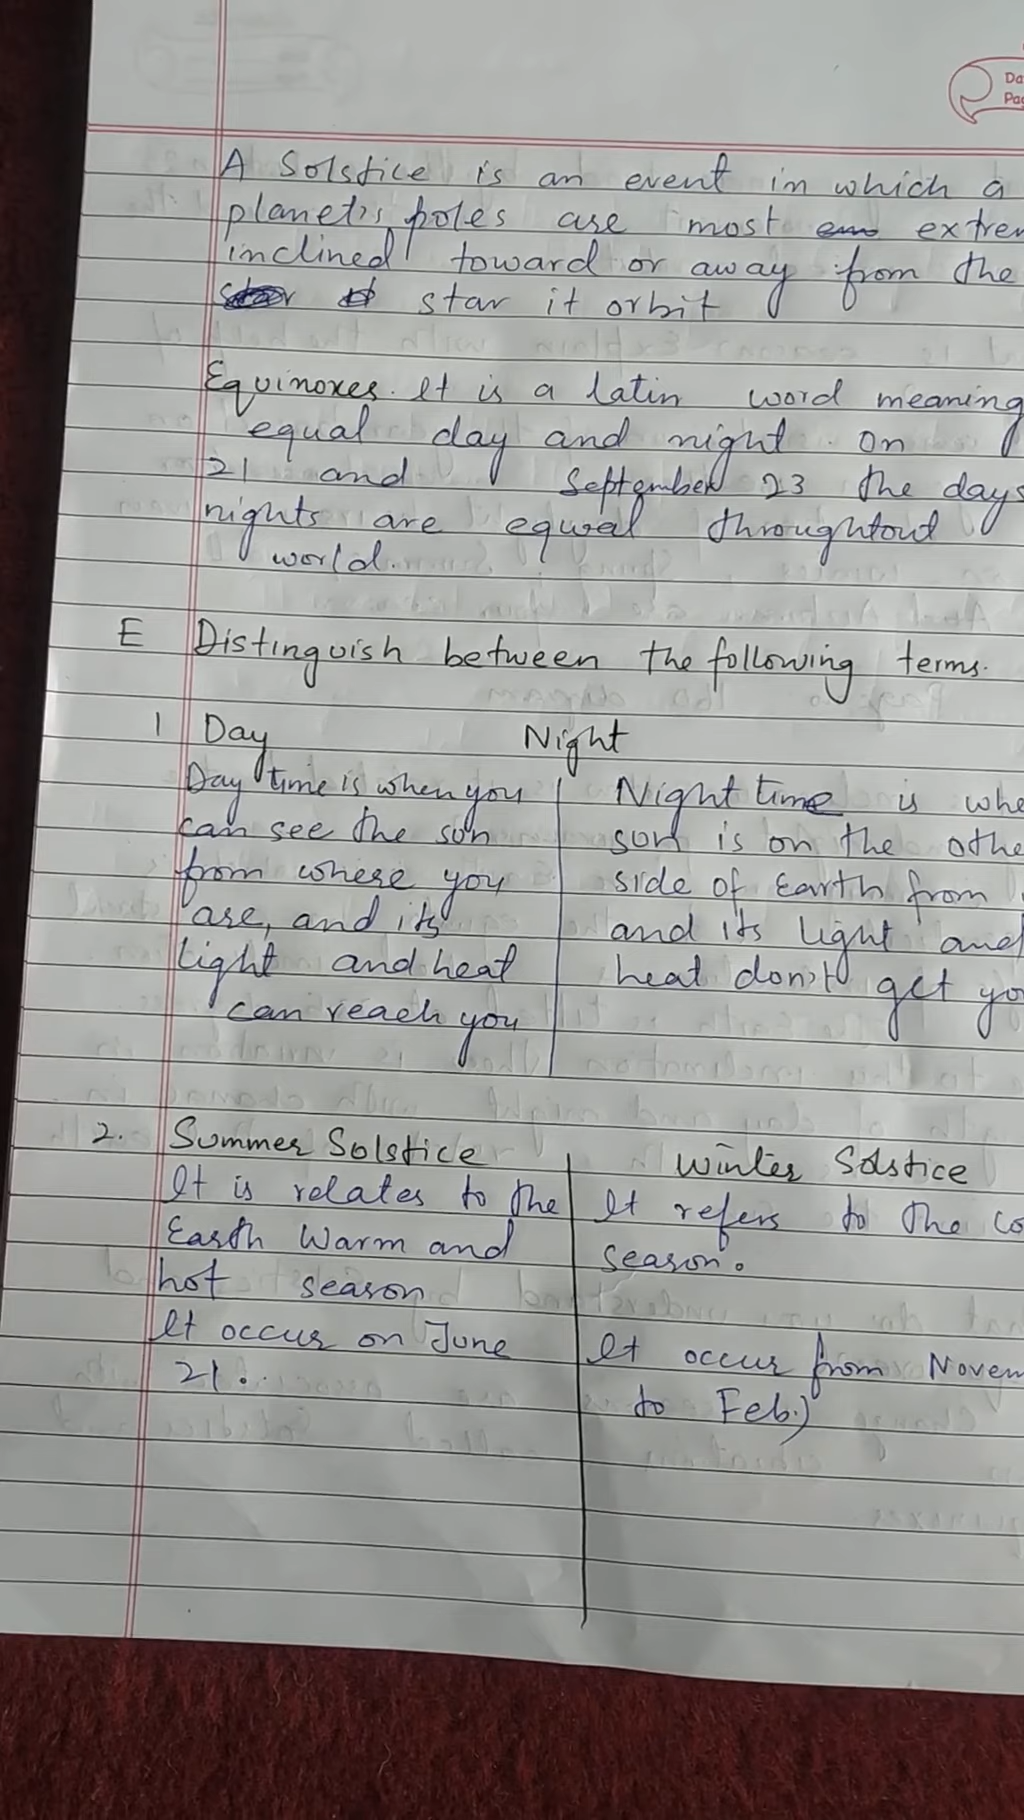 Da
Pa
A Solstice is an event in which a
planet's poles are most extrem
inclined toward or away from the
star it orbit
Equinoxes. It is a latin word meaning
equal day and night. on
21 and September 23 the days
nights are equal throughtout
world.
E Distinguish between the following terms.
1 Day Night
Day time is when you
can see the sun
from where you
are, and its
light and heat
can reach you
Night time is whe
sun is on the othe
side of Earth from
and its light and
heat don't get yo
2. Summer Solstice Winter Solstice
It is relates to the
Earth Warm and
hot season
It occur on June
21.
It refers to the co
season.
It occur from Novem
to Feb.)